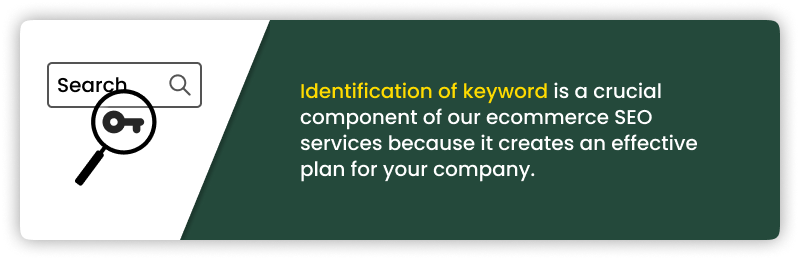 Search
Identification of keyword is a crucial
component of our ecommerce SEO
services because it creates an effective
plan for your company.